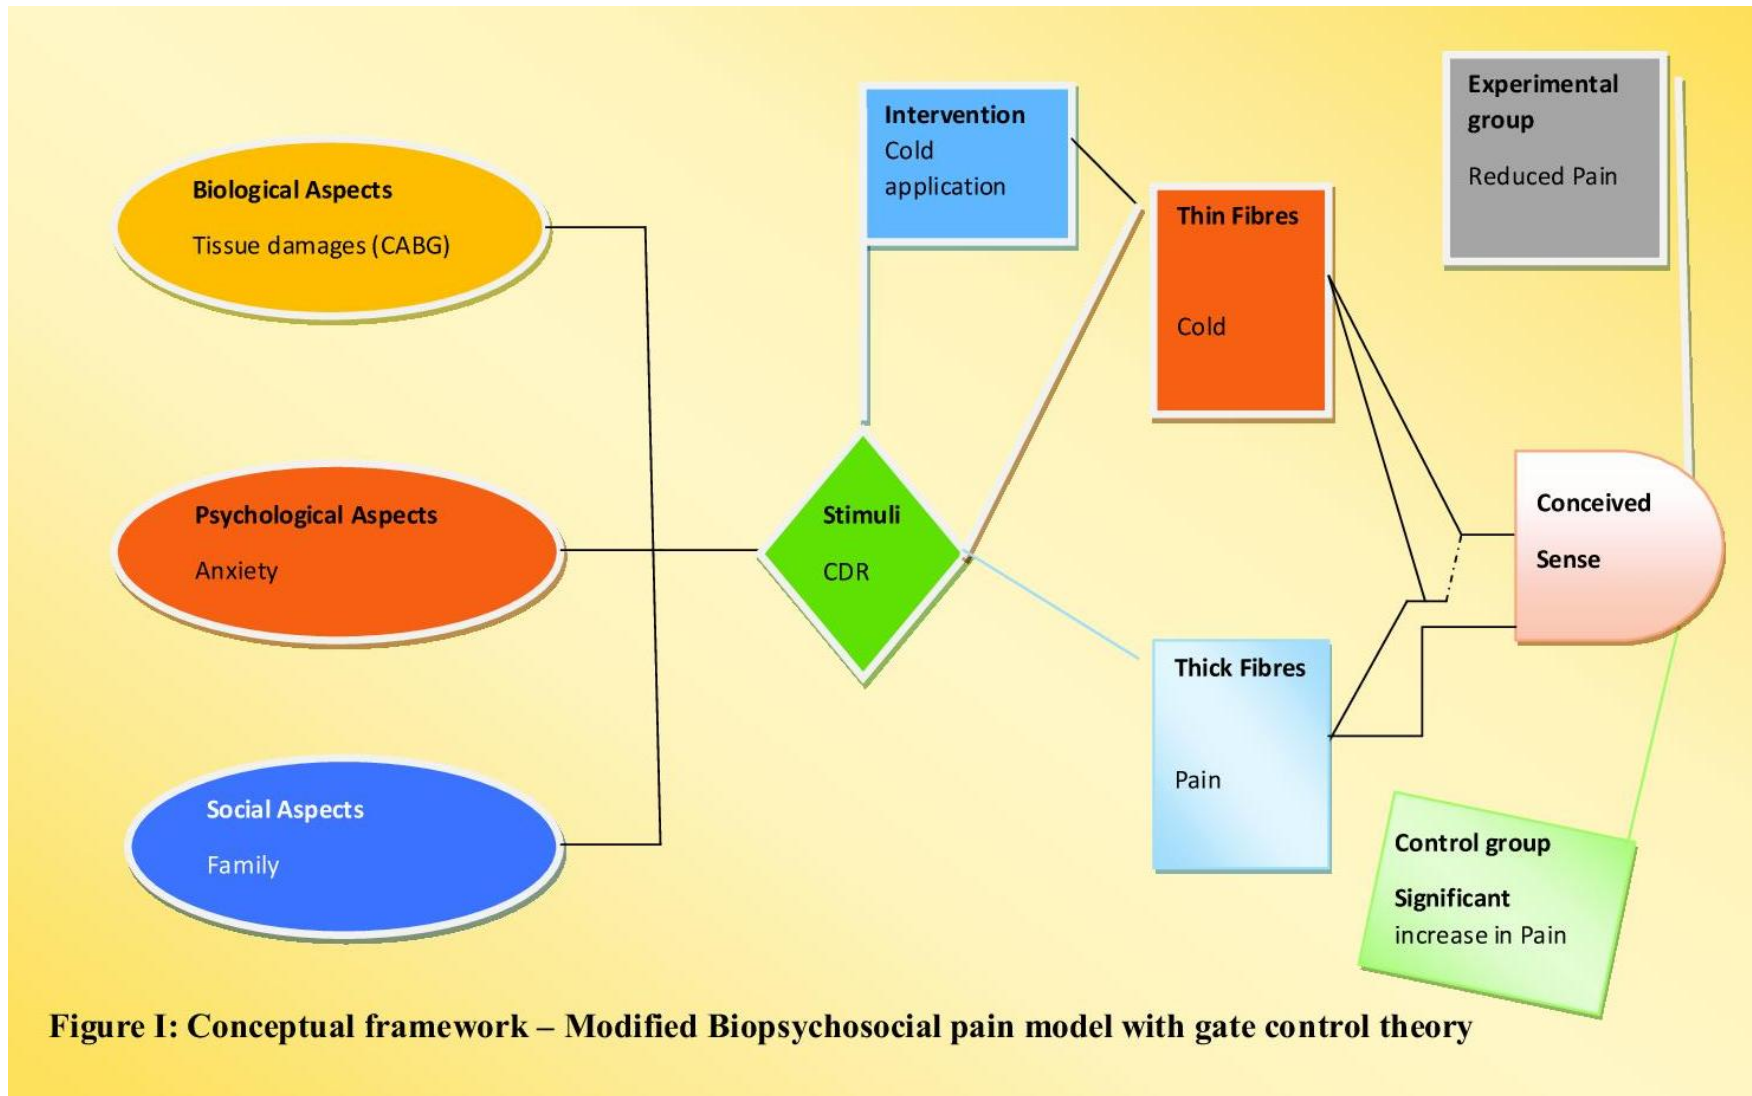 Biological Aspects
Tissue damages (CABG)
Psychological Aspects
Anxiety
Social Aspects
Family
Stimuli
CDR
Intervention
Cold
application
Thin Fibres
Cold
Thick Fibres
Pain
Conceived
Sense
Experimental
group
Reduced Pain
Control group
Significant
increase in Pain
Figure I: Conceptual framework – Modified Biopsychosocial pain model with gate control theory